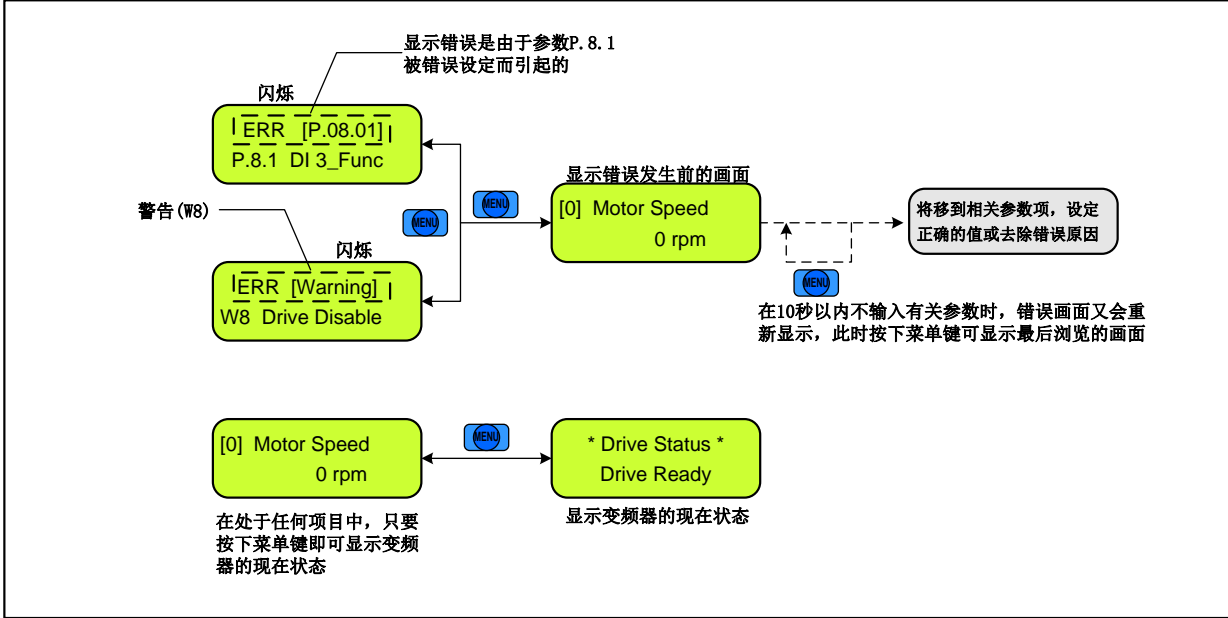 显示错误是由于参数P.8.1
被错误设定而引起的
闪烁
ERR [P.08.01]
P.8.1 DI 3_Func
警告(W8)
闪烁
ERR [Warning]
W8 Drive Disable
MENU
MENU
显示错误发生前的画面
[0] Motor Speed
0 rpm
将移到相关参数项，设定
正确的值或去除错误原因
MENU
在10秒以内不输入有关参数时，错误画面又会重
新显示，此时按下菜单键可显示最后浏览的画面
[0] Motor Speed
0 rpm
MENU
* Drive Status *
Drive Ready
在处于任何项目中，只要
按下菜单键即可显示变频
器的现在状态
显示变频器的现在状态